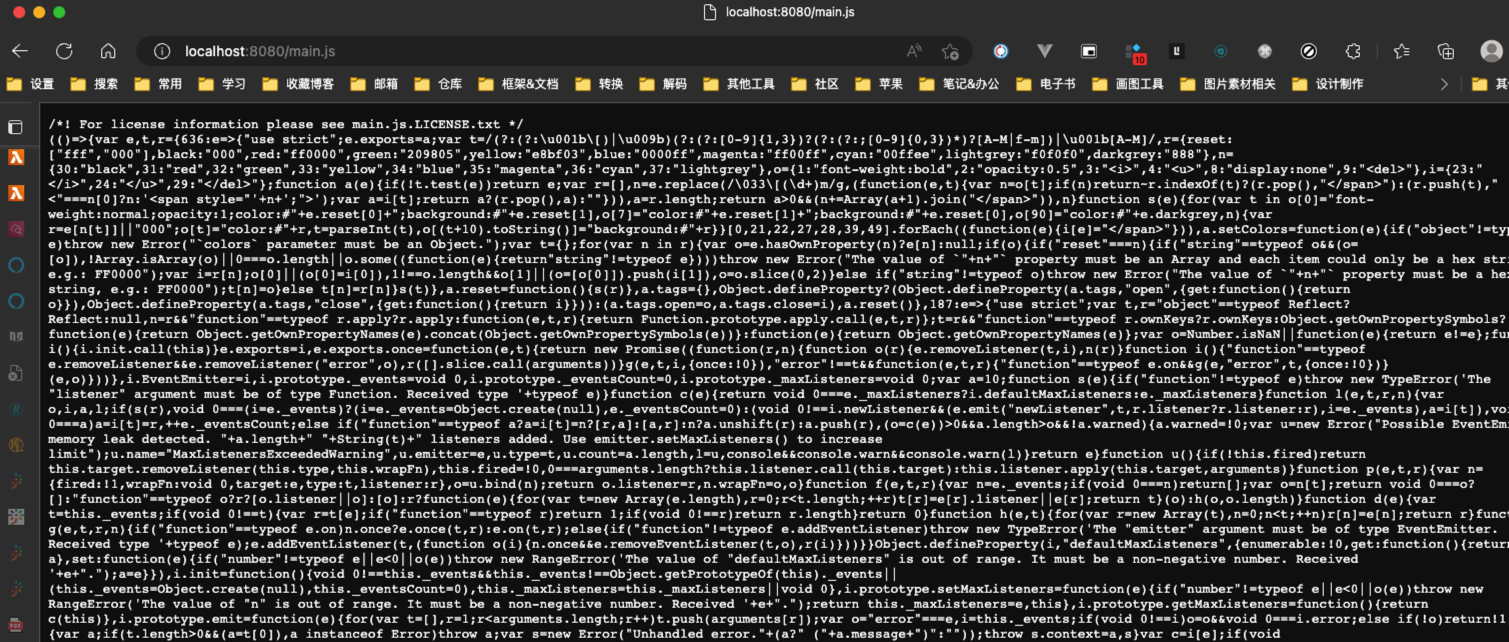 localhost:8080/main.js
localhost:8080/main.js
10
设置 搜索 常用 学习 收藏博客 邮箱 仓库 框架&文档 转换 解码 其他工具 社区 苹果 笔记&办公 电子书 画图工具 图片素材相关 设计制作
/*! For license information please see main.js.LICENSE.txt */
(()=>{var e,t,r={636:e=>{"use strict";e.exports=a;var t=/(?:(?:\u001b\[)|\u009b)(?:(?:[0-9]{1,3})?(?:(?:;[0-9]{0,3})*)?[A-M|f-m])|\u001b[A-M]/,r={reset:
["fff","000"],black:"000",red:"ff0000",green:"209805",yellow:"e8bf03",blue:"0000ff",magenta:"ff00ff",cyan:"00ffee",lightgrey:"f0f0f0",darkgrey:"888"},n=
{30:"black",31:"red",32:"green",33:"yellow",34:"blue",35:"magenta",36:"cyan",37:"lightgrey"},o={1:"font-weight:bold",2:"opacity:0.5",3:"<i>",4:"<u>",8:"display:none",9:"<del>"},i={23:"
</i>",24:"</u>",29:"</del>"};function a(e){if(!t.test(e))return e;var r=[],n=e.replace(/\033\[(\d+)m/g,(function(e,t){var n=o[t];if(n)return~r.indexOf(t)?(r.pop(),"</span>"):(r.push(t),"
<"===n[0]?n:'<span style="'+n+';">');var a=i[t];return a?(r.pop(),a):""})),a=r.length;return a>0&&(n+=Array(a+1).join("</span>")),n}function s(e){for(var t in o[0]="font-
weight:normal;opacity:1;color:#"+e.reset[0]+";background:#"+e.reset[1],o[7]="color:#"+e.reset[1]+";background:#"+e.reset[0],o[90]="color:#"+e.darkgrey,n){var
r=e[n[t]]||"000";o[t]="color:#"+r,t=parseInt(t),o[(t+10).toString()]="background:#"+r}}[0,21,22,27,28,39,49].forEach((function(e){i[e]="</span>"})),a.setColors=function(e){if("object"!=typ
e)throw new Error("`colors` parameter must be an Object.");var t={};for(var n in r){var o=e.hasOwnProperty(n)?e[n]:null;if(o){if("reset"===n){if("string"==typeof o&&(o=
[o]),!Array.isArray(o)||0===o.length||o.some((function(e){return"string"!=typeof e})))throw new Error("The value of `"+n+"` property must be an Array and each item could only be a hex stri
e.g.: FF0000");var i=r[n];o[0]||(o[0]=i[0]),1!==o.length&&o[1]||(o=[o[0]]).push(i[1]),o=o.slice(0,2)}else if("string"!=typeof o)throw new Error("The value of `"+n+"` property must be a hex
string, e.g.: FF0000");t[n]=o}else t[n]=r[n]}s(t)},a.reset=function(){s(r)},a.tags={},Object.defineProperty?(Object.defineProperty(a.tags,"open",{get:function(){return
o}}),Object.defineProperty(a.tags,"close",{get:function(){return i}})):(a.tags.open=o,a.tags.close=i),a.reset()},187:e=>{"use strict";var t,r="object"==typeof Reflect?
Reflect:null,n=r&&"function"==typeof r.apply?r.apply:function(e,t,r){return Function.prototype.apply.call(e,t,r)};t=r&&"function"==typeof r.ownKeys?r.ownKeys:Object.getOwnPropertySymbols?
function(e){return Object.getOwnPropertyNames(e).concat(Object.getOwnPropertySymbols(e))}:function(e){return Object.getOwnPropertyNames(e)};var o=Number.isNaN||function(e){return e!=e};fun
i(){i.init.call(this)}e.exports=i,e.exports.once=function(e,t){return new Promise((function(r,n){function o(r){e.removeListener(t,i),n(r)}function i(){"function"==typeof
e.removeListener&&e.removeListener("error",o),r([].slice.call(arguments))}g(e,t,i,{once:!0}),"error"!==t&&function(e,t,r){"function"==typeof e.on&&g(e,"error",t,{once:!0})}
(e,o)}))},i.EventEmitter=i,i.prototype._events=void 0,i.prototype._eventsCount=0,i.prototype._maxListeners=void 0;var a=10;function s(e){if("function"!=typeof e)throw new TypeError('The
"listener" argument must be of type Function. Received type '+typeof e)}function c(e){return void 0===e._maxListeners?i.defaultMaxListeners:e._maxListeners}function l(e,t,r,n){var
o,i,a,l;if(s(r),void 0===(i=e._events)?(i=e._events=Object.create(null),e._eventsCount=0):(void 0!==i.newListener&&(e.emit("newListener",t,r.listener?r.listener:r),i=e._events),a=i[t]),vo
0===a)a=i[t]=r,++e._eventsCount;else if("function"==typeof a?a=i[t]=n?[r,a]:[a,r]:n?a.unshift(r):a.push(r),(o=c(e))>0&&a.length>o&&!a.warned){a.warned=!0;var u=new Error("Possible EventEmi
memory leak detected. "+a.length+" "+String(t)+" listeners added. Use emitter.setMaxListeners() to increase
limit");u.name="MaxListenersExceededWarning",u.emitter=e,u.type=t,u.count=a.length,l=u,console&&console.warn&&console.warn(l)}return e}function u(){if(!this.fired)return
this.target.removeListener(this.type,this.wrapFn),this.fired=!0,0===arguments.length?this.listener.call(this.target):this.listener.apply(this.target,arguments)}function p(e,t,r){var n=
{fired:!1,wrapFn:void 0,target:e,type:t,listener:r},o=u.bind(n);return o.listener=r,n.wrapFn=o,o}function f(e,t,r){var n=e._events;if(void 0===n)return[];var o=n[t];return void 0===o?
[]:"function"==typeof o?r?[o.listener||o]:[o]:r?function(e){for(var t=new Array(e.length),r=0;r<t.length;++r)t[r]=e[r].listener||e[r];return t}(o):h(o,o.length)}function d(e){var
t=this._events;if(void 0!==t){var r=t[e];if("function"==typeof r)return 1;if(void 0!==r)return r.length}return 0}function h(e,t){for(var r=new Array(t),n=0;n<t;++n)r[n]=e[n];return r}funct
g(e,t,r,n){if("function"==typeof e.on)n.once?e.once(t,r):e.on(t,r);else{if("function"!=typeof e.addEventListener)throw new TypeError('The "emitter" argument must be of type EventEmitter.
Received type '+typeof e);e.addEventListener(t,(function o(i){n.once&&e.removeEventListener(t,o),r(i)}))}}Object.defineProperty(i,"defaultMaxListeners",{enumerable:!0,get:function(){return
a},set:function(e){if("number"!=typeof e||e<0||o(e))throw new RangeError('The value of "defaultMaxListeners" is out of range. It must be a non-negative number. Received
'+e+".");a=e}}),i.init=function(){void 0!==this._events&&this._events!==Object.getPrototypeOf(this)._events||
(this._events=Object.create(null),this._eventsCount=0),this._maxListeners=this._maxListeners||void 0},i.prototype.setMaxListeners=function(e){if("number"!=typeof e||e<0||o(e))throw new
RangeError('The value of "n" is out of range. It must be a non-negative number. Received '+e+".");return this._maxListeners=e,this},i.prototype.getMaxListeners=function(){return
c(this)},i.prototype.emit=function(e){for(var t=[],r=1;r<arguments.length;r++)t.push(arguments[r]);var o="error"===e,i=this._events;if(void 0!==i)o=o&&void 0===i.error;else if(!o)return!1
{var a;if(t.length>0&&(a=t[0]),a instanceof Error)throw a;var s=new Error("Unhandled error."+(a?" ("+a.message+")":""));throw s.context=a,s}var c=i[e];if(void